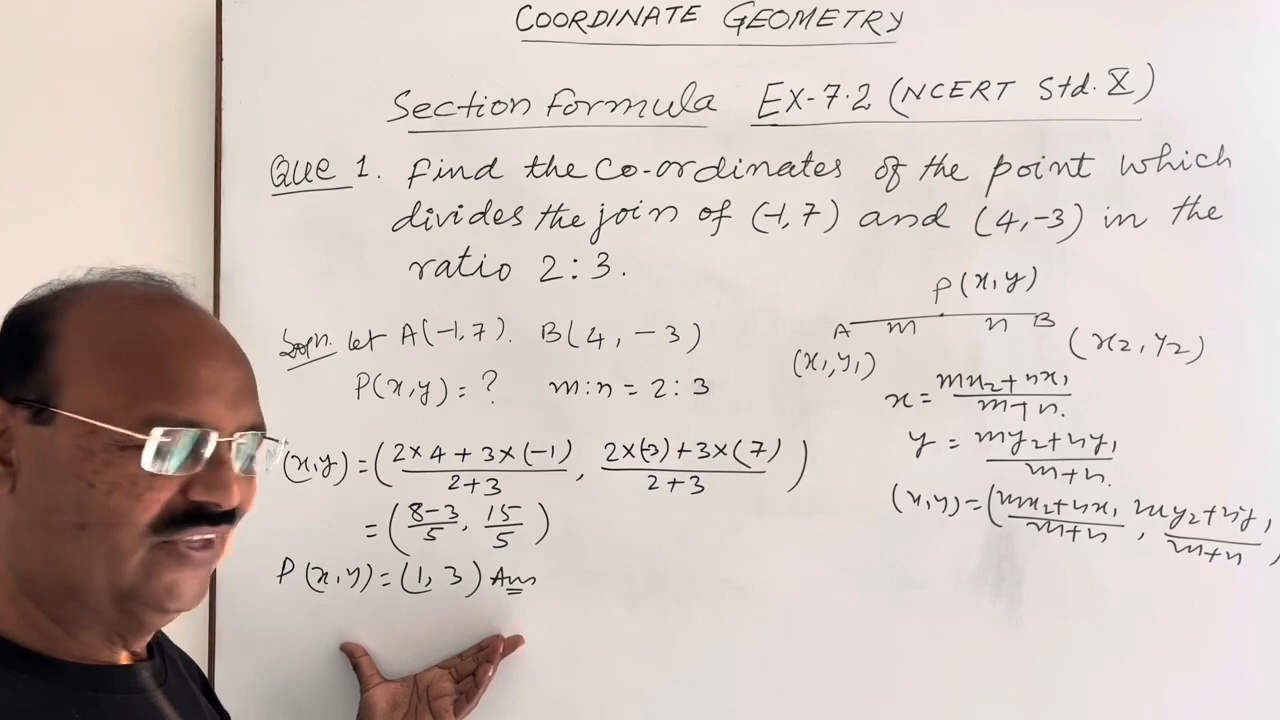 COORDINATE GEOMETRY
Section Formula EX-7.2 (NCERT Std. X)
Que 1. Find the Co-ordinates of the point which
divides the join of (-1,7) and (4,-3) in the
ratio 2:3.
Soln. let A(-1,7). B(4, -3)
P(x,y) = ? m:n = 2:3
(x,y) = (2×4+3×(-1)/2+3, 2×(-3)+3×(7)/2+3)
= (8-3/5, 15/5)
P(x,y) = (1, 3) Ans
P(x,y)
A m n B
(x1,y1) (x2,y2)
x = mx2+nx1/m+n.
y = my2+ny1/m+n.
(x,y) = (mx2+nx1/m+n, my2+ny1/m+n)